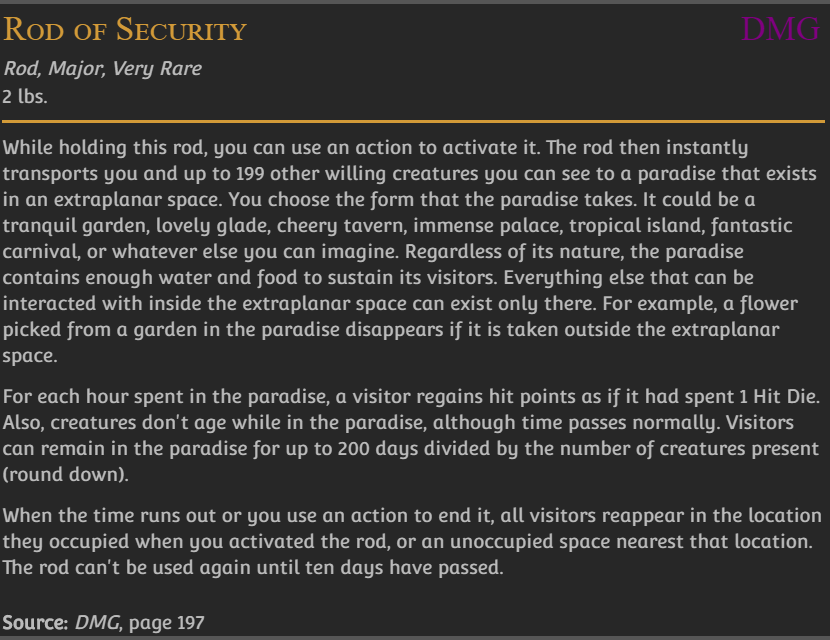 Rod of Security DMG
Rod, Major, Very Rare
2 lbs.
While holding this rod, you can use an action to activate it. The rod then instantly
transports you and up to 199 other willing creatures you can see to a paradise that exists
in an extraplanar space. You choose the form that the paradise takes. It could be a
tranquil garden, lovely glade, cheery tavern, immense palace, tropical island, fantastic
carnival, or whatever else you can imagine. Regardless of its nature, the paradise
contains enough water and food to sustain its visitors. Everything else that can be
interacted with inside the extraplanar space can exist only there. For example, a flower
picked from a garden in the paradise disappears if it is taken outside the extraplanar
space.
For each hour spent in the paradise, a visitor regains hit points as if it had spent 1 Hit Die.
Also, creatures don't age while in the paradise, although time passes normally. Visitors
can remain in the paradise for up to 200 days divided by the number of creatures present
(round down).
When the time runs out or you use an action to end it, all visitors reappear in the location
they occupied when you activated the rod, or an unoccupied space nearest that location.
The rod can't be used again until ten days have passed.
Source: DMG, page 197